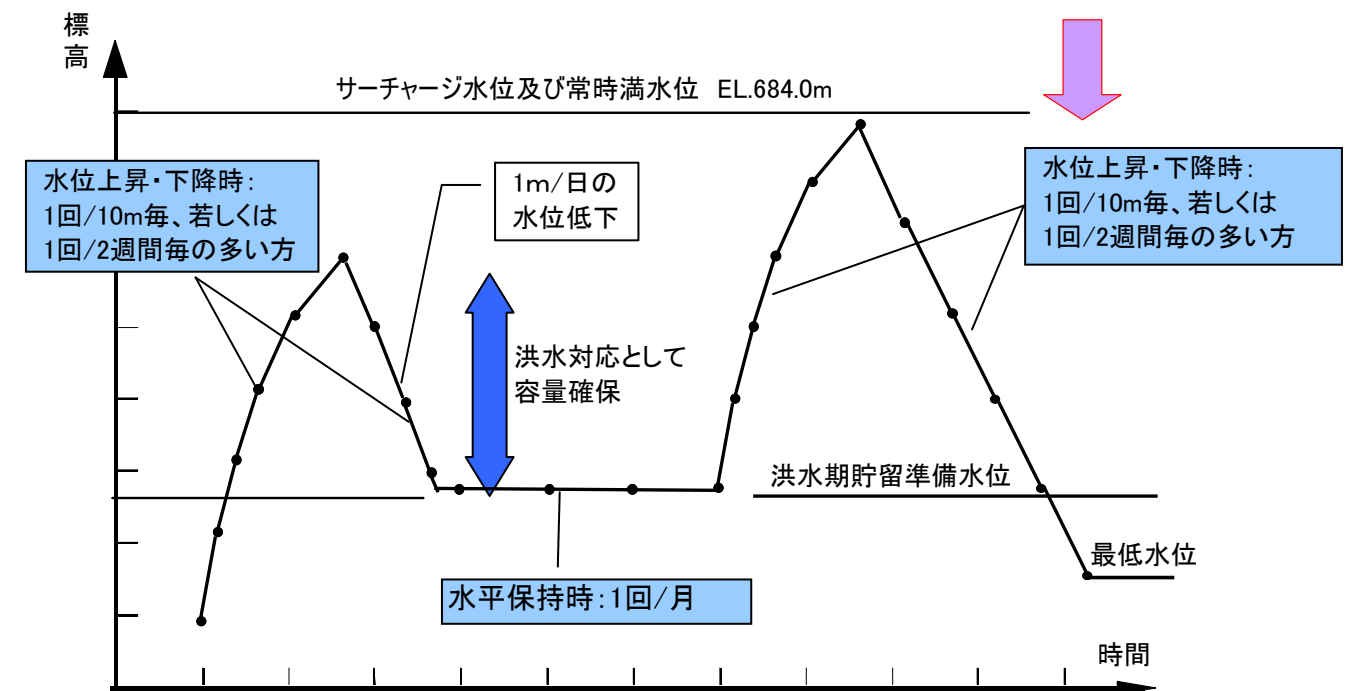 標
高
サーチャージ水位及び常時満水位 EL.684.0m
水位上昇・下降時：
1回/10m毎、若しくは
1回/2週間毎の多い方
1m/日の
水位低下
水位上昇・下降時：
1回/10m毎、若しくは
1回/2週間毎の多い方
洪水対応として
容量確保
洪水期貯留準備水位
最低水位
水平保持時：1回/月
時間